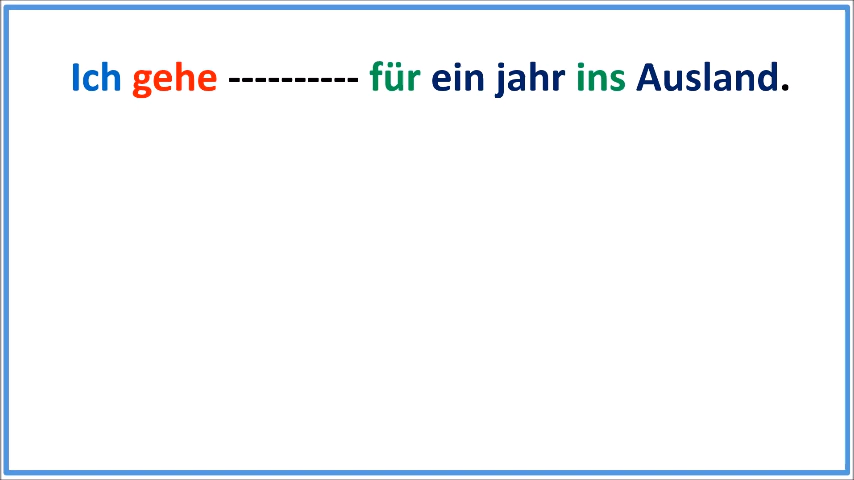 Ich gehe ---------- für ein jahr ins Ausland.